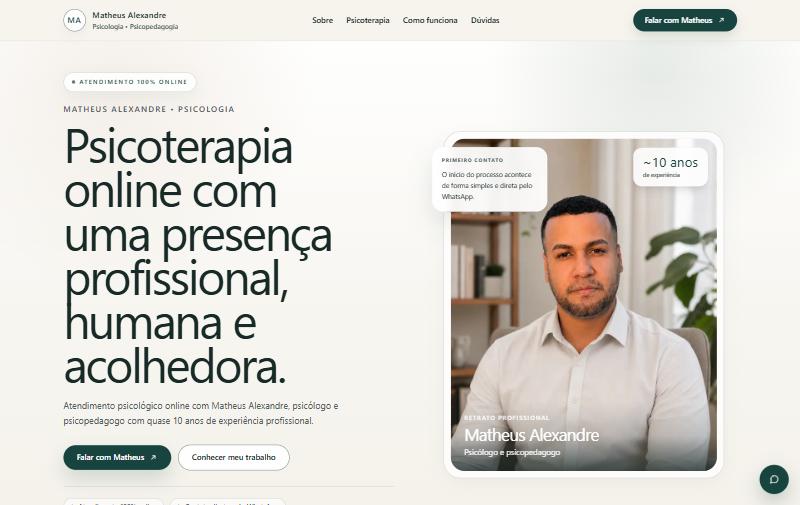 MA
Matheus Alexandre
Psicologia • Psicopedagogia
Sobre
Psicoterapia
Como funciona
Dúvidas
Falar com Matheus
ATENDIMENTO 100% ONLINE
MATHEUS ALEXANDRE • PSICOLOGIA
Psicoterapia
online com
uma presença
profissional,
humana e
acolhedora.
Atendimento psicológico online com Matheus Alexandre, psicólogo e
psicopedagogo com quase 10 anos de experiência profissional.
Falar com Matheus
Conhecer meu trabalho
PRIMEIRO CONTATO
O início do processo acontece
de forma simples e direta pelo
WhatsApp.
~10 anos
de experiência
RETRATO PROFISSIONAL
Matheus Alexandre
Psicólogo e psicopedagogo